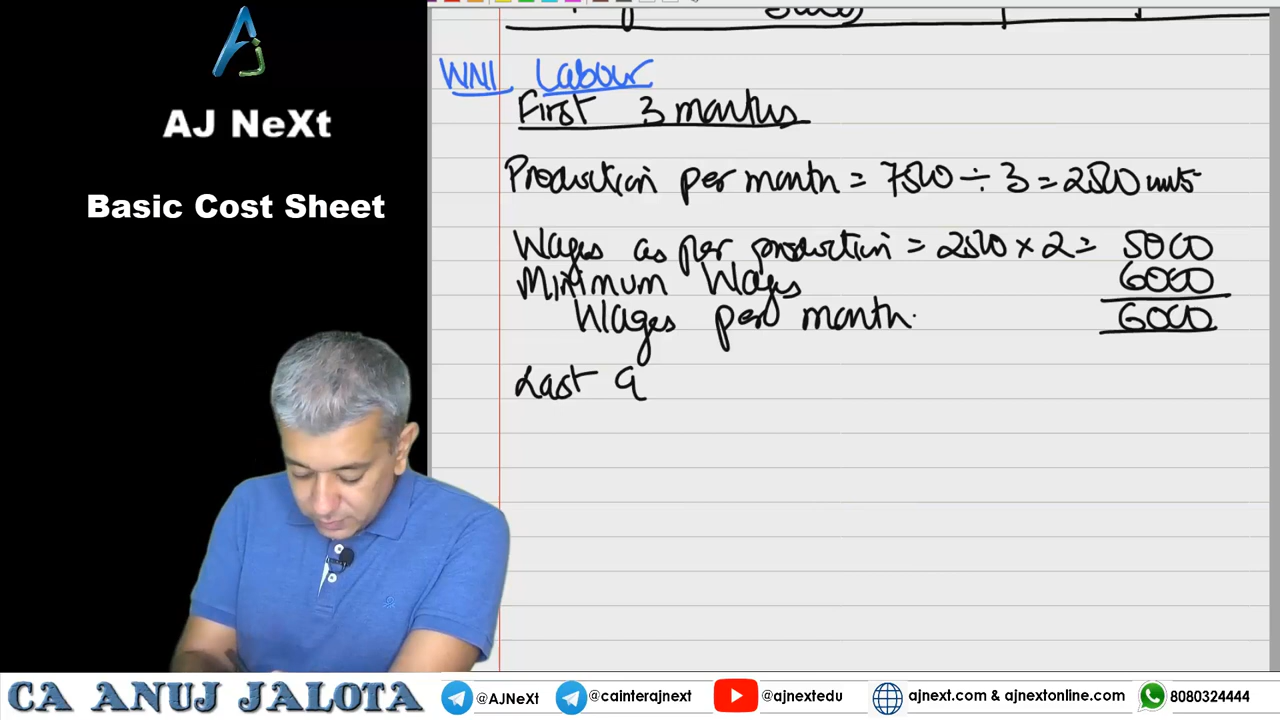 AJ NeXt
Basic Cost Sheet
WN1 Labour
First 3 months
Production per month = 7500 ÷ 3 = 2500 units
Wages as per production = 2500 × 2 = 5000
Minimum Wages 6000
Wages per month 6000
Last 9
CA ANUJ JALOTA @AJNeXt @cainterajnext @ajnextedu ajnext.com & ajnextonline.com 8080324444